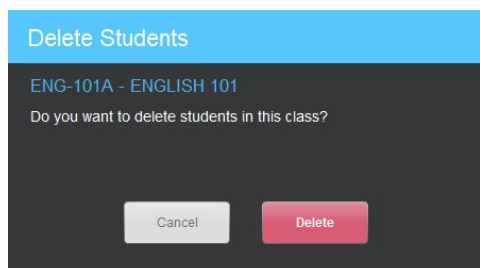 Delete Students
ENG-101A - ENGLISH 101
Do you want to delete students in this class?
Cancel
Delete